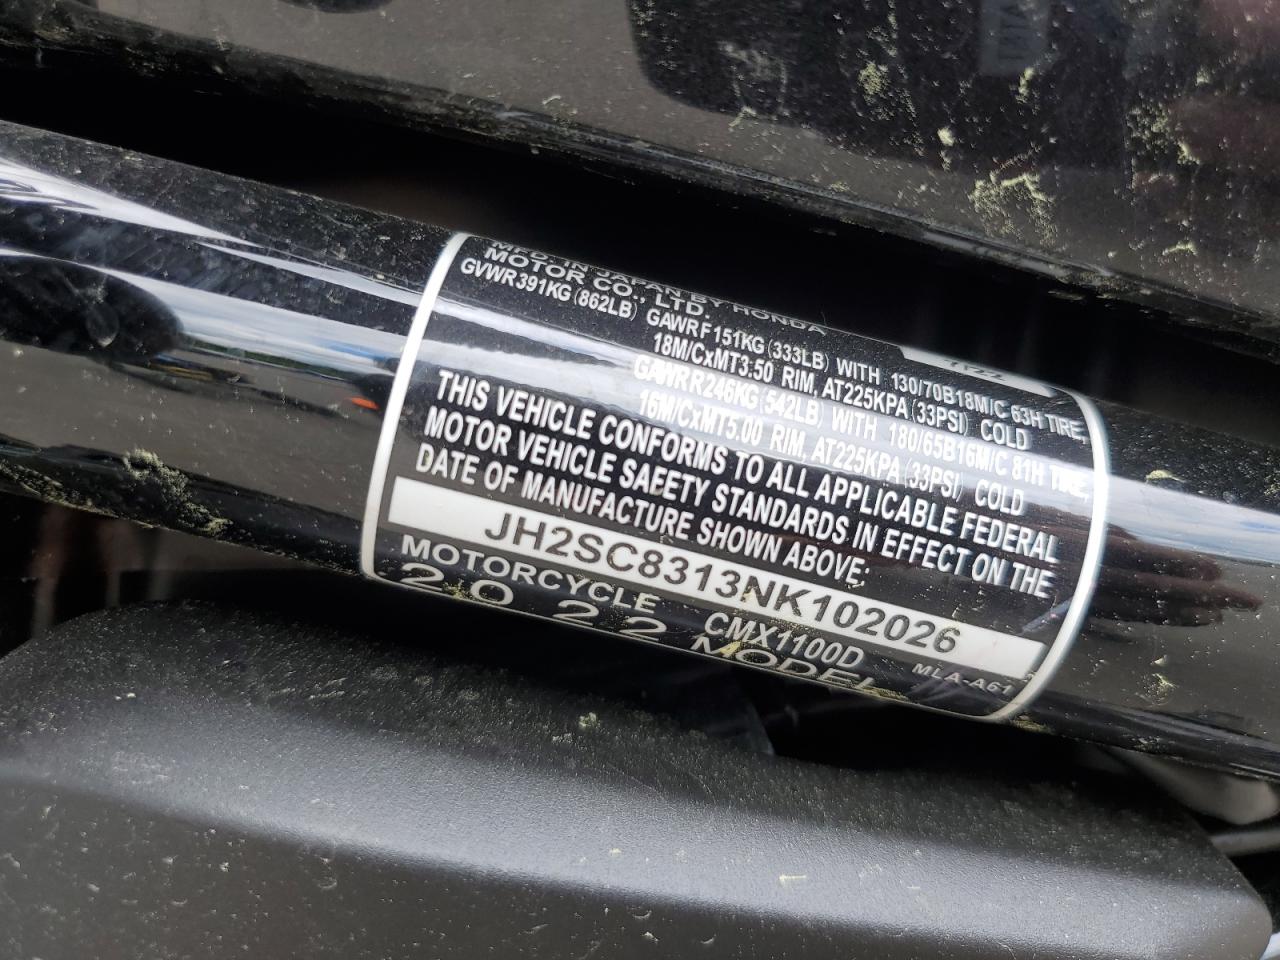 MFD. IN JAPAN BY HONDA
MOTOR CO., LTD.
7/22
GVWR391KG (862LB) GAWR F151KG (333LB) WITH 130/70B18M/C 63H TIRE,
18M/CxMT3.50 RIM, AT225KPA (33PSI) COLD
GAWR R246KG (542LB) WITH 180/65B16M/C 81H TIRE,
16M/CxMT5.00 RIM, AT225KPA (33PSI) COLD
THIS VEHICLE CONFORMS TO ALL APPLICABLE FEDERAL
MOTOR VEHICLE SAFETY STANDARDS IN EFFECT ON THE
DATE OF MANUFACTURE SHOWN ABOVE:
JH2SC8313NK102026
MOTORCYCLE CMX1100D MLA-A61
2022 MODEL